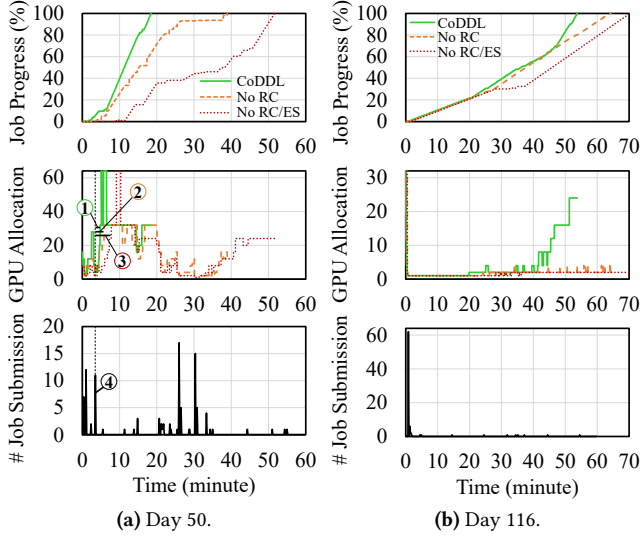 Job Progress (%)
100
80
60
40
20
0
CoDDL
No RC
No RC/ES
0 10 20 30 40 50 60
GPU Allocation
60
40
20
0
1
2
3
0 10 20 30 40 50 60
# Job Submission
20
15
10
5
0
4
0 10 20 30 40 50 60
Time (minute)
(a) Day 50.
Job Progress (%)
100
80
60
40
20
0
CoDDL
No RC
No RC/ES
0 10 20 30 40 50 60 70
GPU Allocation
30
20
10
0
0 10 20 30 40 50 60 70
# Job Submission
60
40
20
0
0 10 20 30 40 50 60 70
Time (minute)
(b) Day 116.